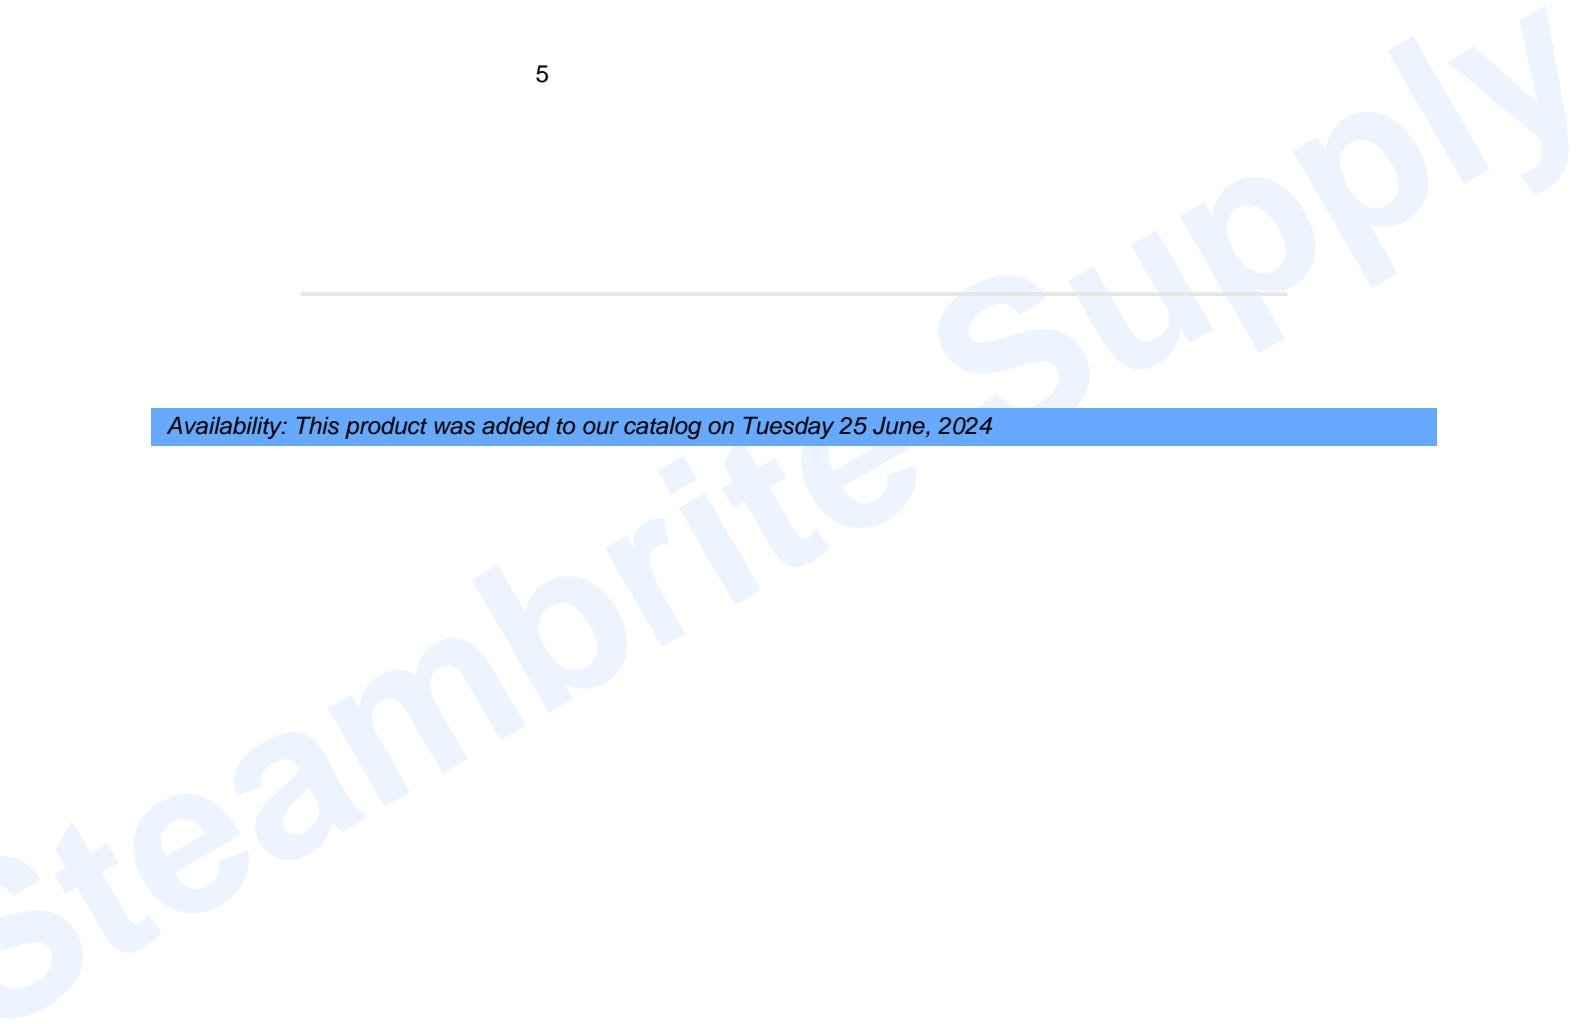 5
Availability: This product was added to our catalog on Tuesday 25 June, 2024
Steambrite Supply